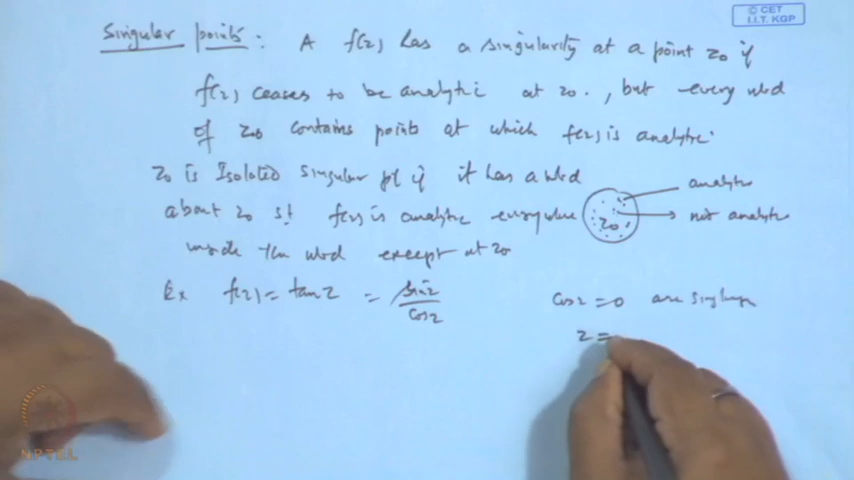 © CET
I.I.T. KGP
Singular points : A f(z) has a singularity at a point z0 if
f(z) ceases to be analytic at z0 , but every nbd
of z0 contains points at which f(z) is analytic.
z0 is Isolated singular pt if it has a nbd
about z0 st f(z) is analytic everywhere
inside the nbd except at z0
z0
analytic
not analytic
Ex f(z) = tan z = sin z / cos z
cos z = 0 are singular
z =
NPTEL